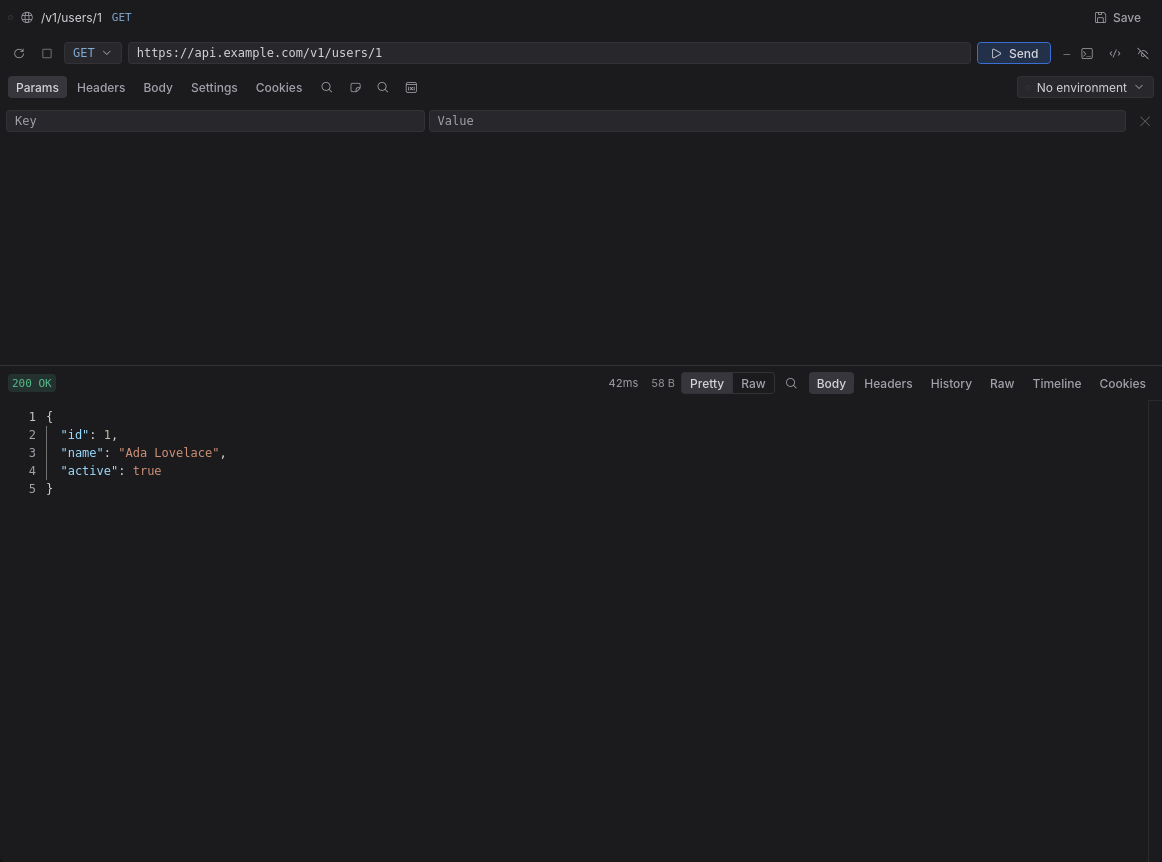 /v1/users/1 GET Save
GET https://api.example.com/v1/users/1 Send
Params Headers Body Settings Cookies No environment
Key Value
200 OK 42ms 58 B Pretty Raw Body Headers History Raw Timeline Cookies
1 {
2 "id": 1,
3 "name": "Ada Lovelace",
4 "active": true
5 }